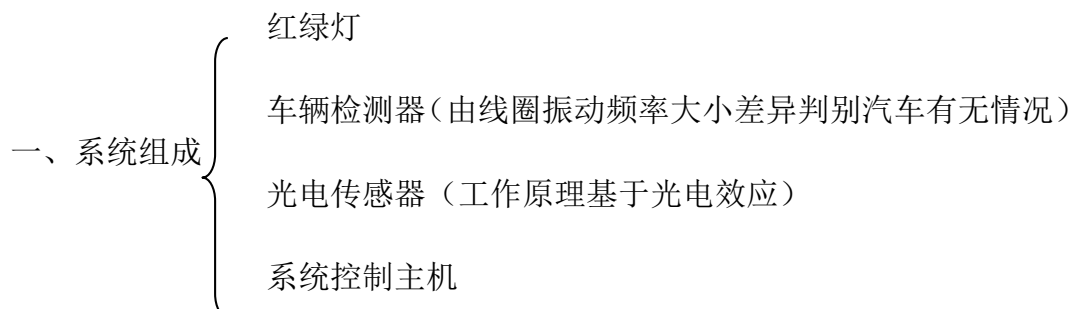 红绿灯
车辆检测器（由线圈振动频率大小差异判别汽车有无情况）
一、系统组成
光电传感器（工作原理基于光电效应）
系统控制主机